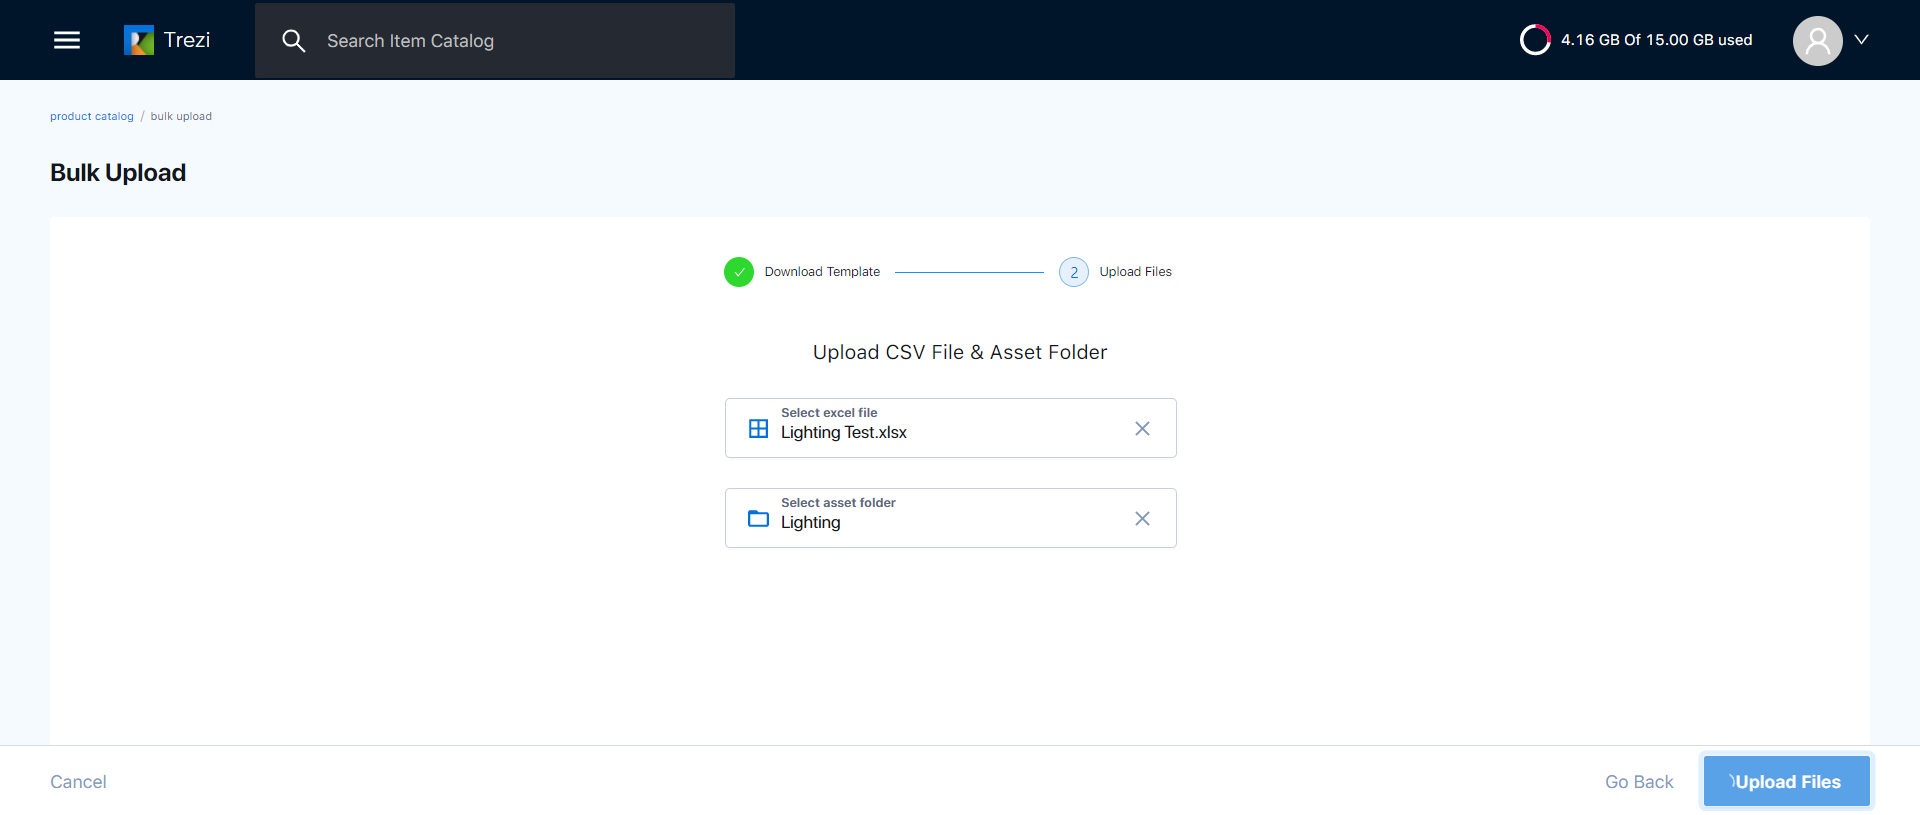 Trezi
Search Item Catalog
4.16 GB Of 15.00 GB used
product catalog / bulk upload
Bulk Upload
Download Template
2
Upload Files
Upload CSV File & Asset Folder
Select excel file
Lighting Test.xlsx
Select asset folder
Lighting
Cancel
Go Back
Upload Files